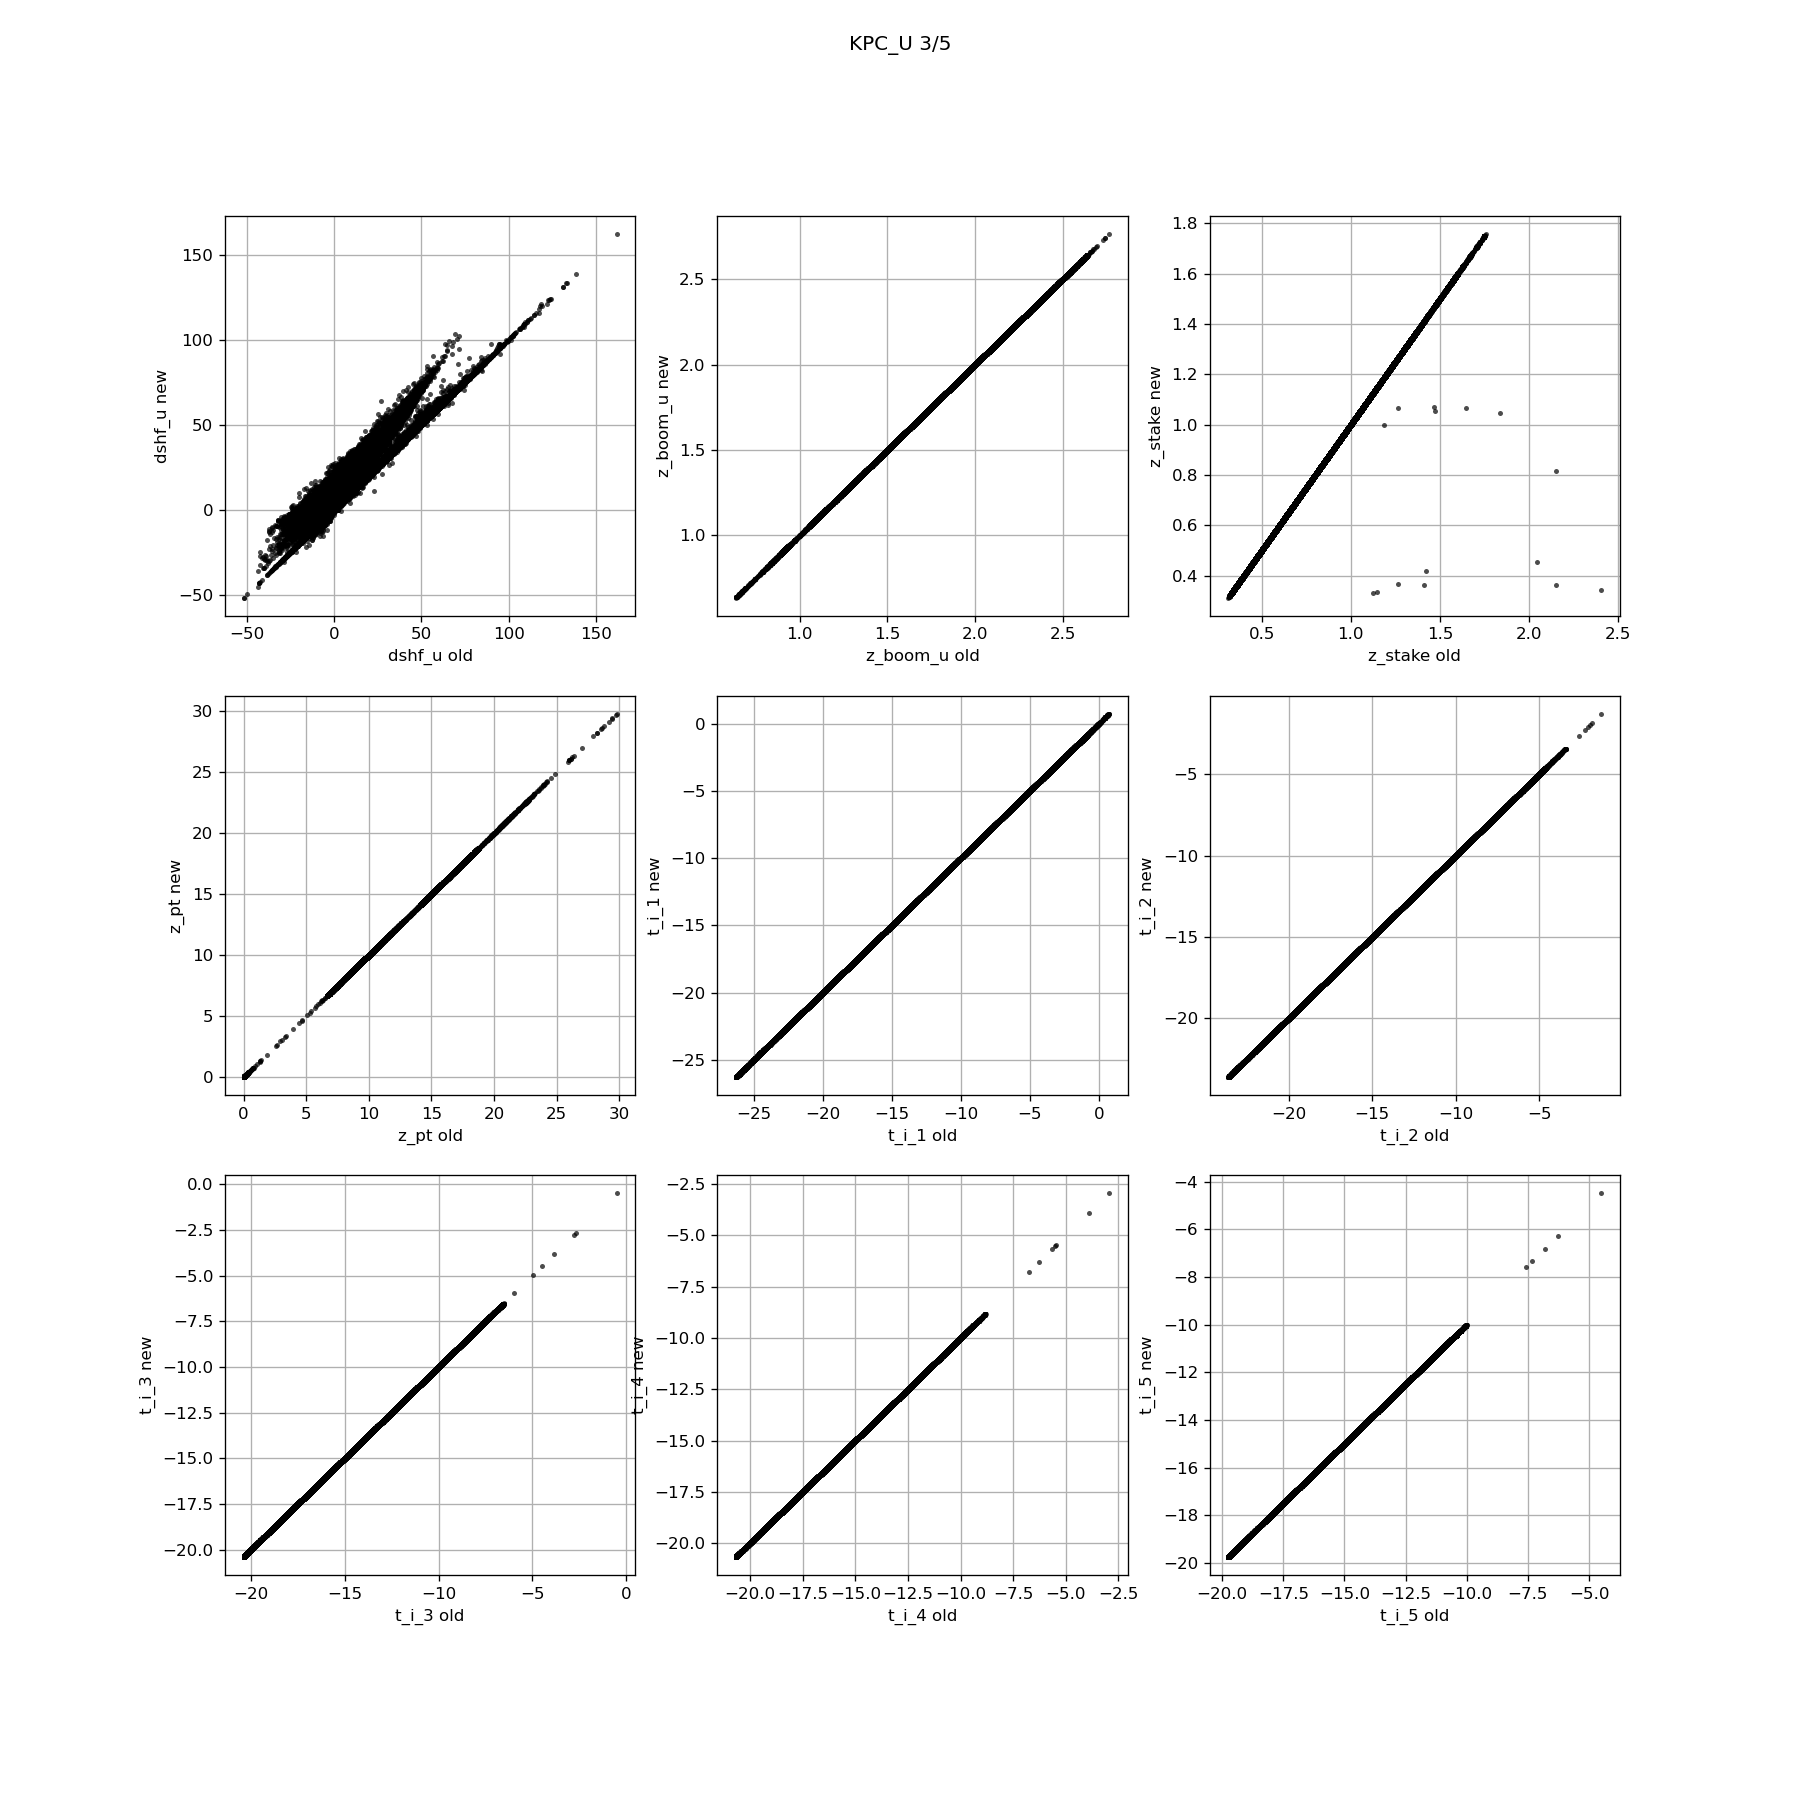 KPC_U 3/5
150
100
50
0
−50
dshf_u new
−50 0 50 100 150
dshf_u old
2.5
2.0
1.5
1.0
z_boom_u new
1.0 1.5 2.0 2.5
z_boom_u old
1.8
1.6
1.4
1.2
1.0
0.8
0.6
0.4
z_stake new
0.5 1.0 1.5 2.0 2.5
z_stake old
30
25
20
15
10
5
0
z_pt new
0 5 10 15 20 25 30
z_pt old
0
−5
−10
−15
−20
−25
t_i_1 new
−25 −20 −15 −10 −5 0
t_i_1 old
−5
−10
−15
−20
t_i_2 new
−20 −15 −10 −5
t_i_2 old
0.0
−2.5
−5.0
−7.5
−10.0
−12.5
−15.0
−17.5
−20.0
t_i_3 new
−20 −15 −10 −5 0
t_i_3 old
−2.5
−5.0
−7.5
−10.0
−12.5
−15.0
−17.5
−20.0
t_i_4 new
−20.0 −17.5 −15.0 −12.5 −10.0 −7.5 −5.0 −2.5
t_i_4 old
−4
−6
−8
−10
−12
−14
−16
−18
−20
t_i_5 new
−20.0 −17.5 −15.0 −12.5 −10.0 −7.5 −5.0
t_i_5 old